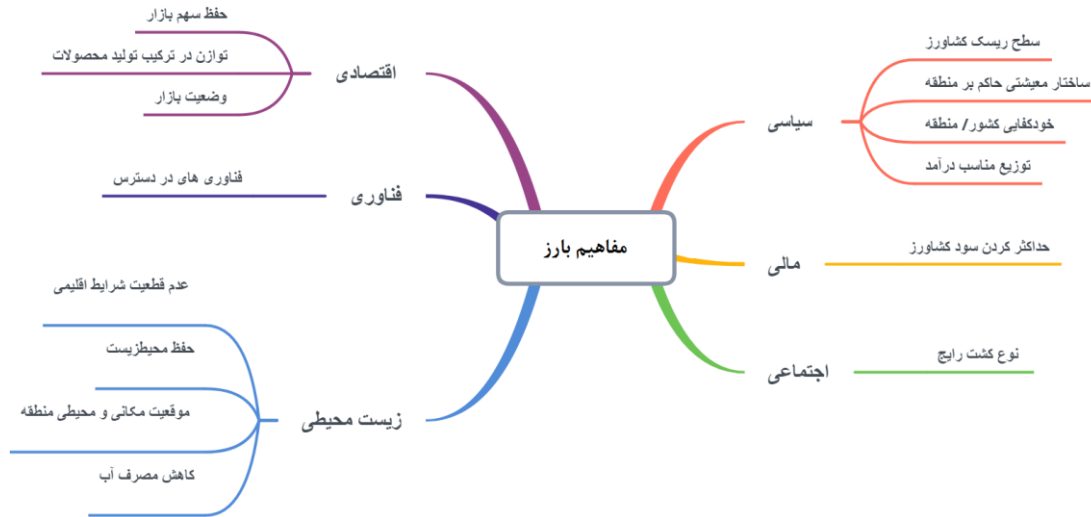 مفاهیم بارز
سیاسی
سطح ریسک کشاورز
ساختار معیشتی حاکم بر منطقه
خودکفایی کشور/ منطقه
توزیع مناسب درآمد
مالی
حداکثر کردن سود کشاورز
اجتماعی
نوع کشت رایج
اقتصادی
حفظ سهم بازار
توازن در ترکیب تولید محصولات
وضعیت بازار
فناوری
فناوری های در دسترس
زیست محیطی
عدم قطعیت شرایط اقلیمی
حفظ محیطزیست
موقعیت مکانی و محیطی منطقه
کاهش مصرف آب